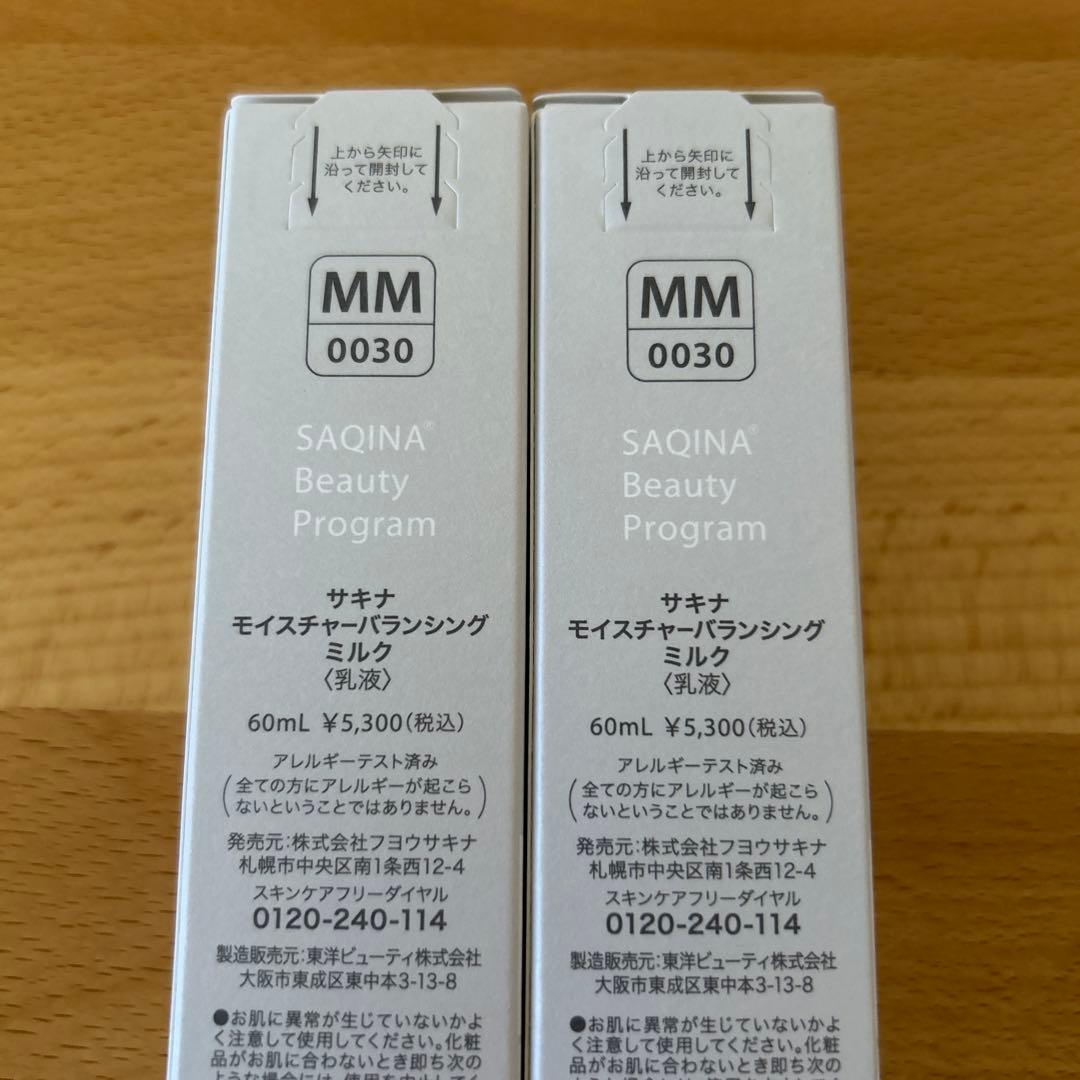 上から矢印に
沿って開封して
ください。
MM
0030
SAQINA®
Beauty
Program
サキナ
モイスチャーバランシング
ミルク
〈乳液〉
60mL ¥5,300(税込)
アレルギーテスト済み
(全ての方にアレルギーが起こら
ないということではありません。)
発売元:株式会社フヨウサキナ
札幌市中央区南1条西12-4
スキンケアフリーダイヤル
0120-240-114
製造販売元:東洋ビューティ株式会社
大阪市東成区東中本3-13-8
●お肌に異常が生じていないかよ
く注意して使用してください。化粧
品がお肌に合わないとき即ち次の
ような場合には、使用を中止してく
上から矢印に
沿って開封して
ください。
MM
0030
SAQINA®
Beauty
Program
サキナ
モイスチャーバランシング
ミルク
〈乳液〉
60mL ¥5,300(税込)
アレルギーテスト済み
(全ての方にアレルギーが起こら
ないということではありません。)
発売元:株式会社フヨウサキナ
札幌市中央区南1条西12-4
スキンケアフリーダイヤル
0120-240-114
製造販売元:東洋ビューティ株式会社
大阪市東成区東中本3-13-8
●お肌に異常が生じていないかよ
く注意して使用してください。化粧
品がお肌に合わないとき即ち次の